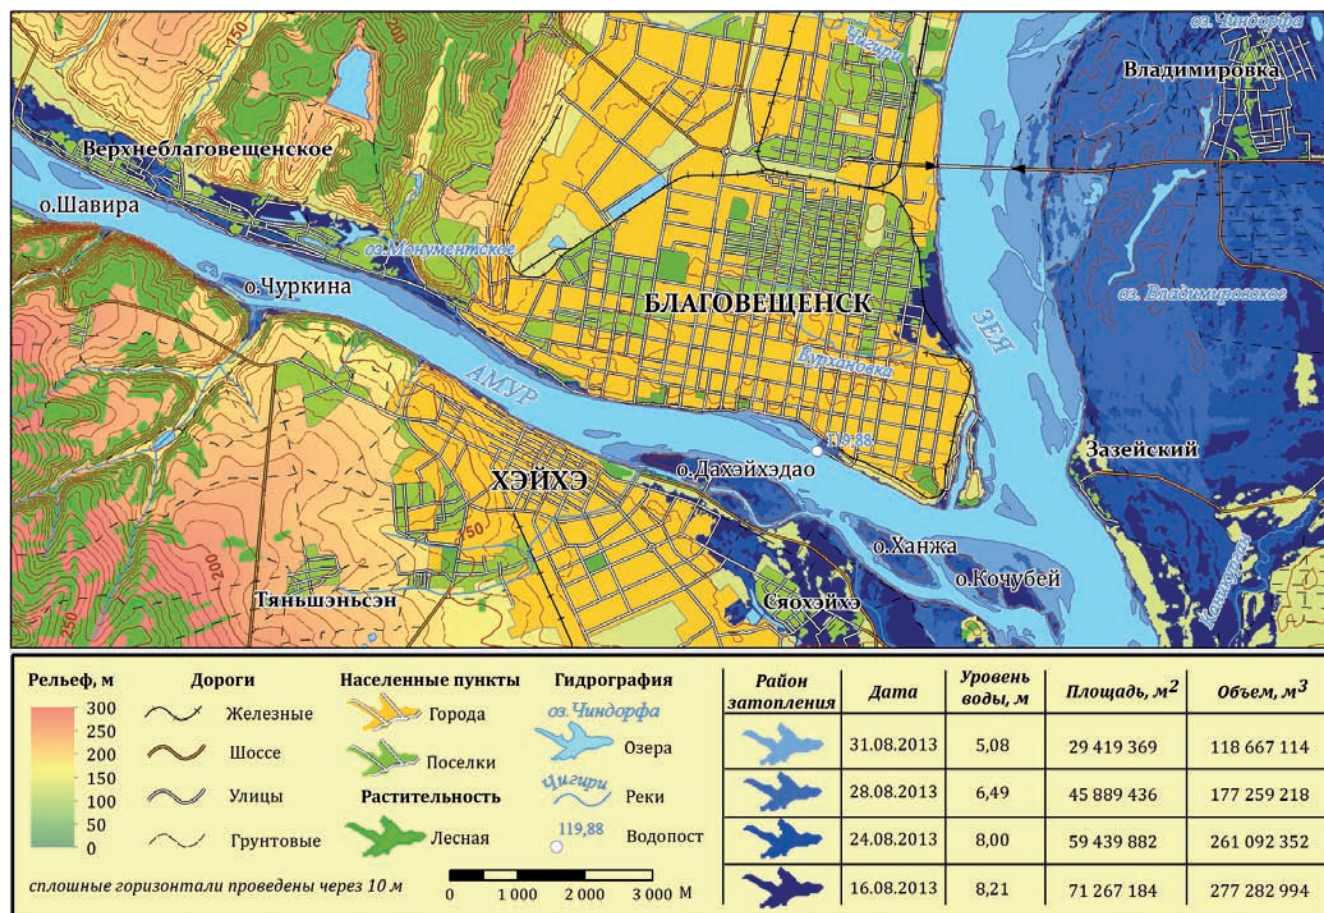 150
200
Чигири
оз.Чиндорфа
Владимировка
Верхнеблаговещенское
о.Шавира
оз.Монументское
о.Чуркина
БЛАГОВЕЩЕНСК
ЗЕЯ
оз. Владимировское
АМУР
Бурхановка
119,88
Зазейский
ХЭЙХЭ
о.Дахэйхэдао
150
200
250
о.Ханжа
о.Кочубей
Тяньшэньсэн
Сяохэйхэ
Рельеф, м
300
250
200
150
100
50
0
Дороги
Железные
Шоссе
Улицы
Грунтовые
Населенные пункты
Города
Поселки
Растительность
Лесная
Гидрография
оз.Чиндорфа
Озера
Чигири
Реки
119,88
Водопост
сплошные горизонтали проведены через 10 м
0 1 000 2 000 3 000 М
Район затопления Дата Уровень воды, м Площадь, м2 Объем, м3
31.08.2013 5,08 29 419 369 118 667 114
28.08.2013 6,49 45 889 436 177 259 218
24.08.2013 8,00 59 439 882 261 092 352
16.08.2013 8,21 71 267 184 277 282 994